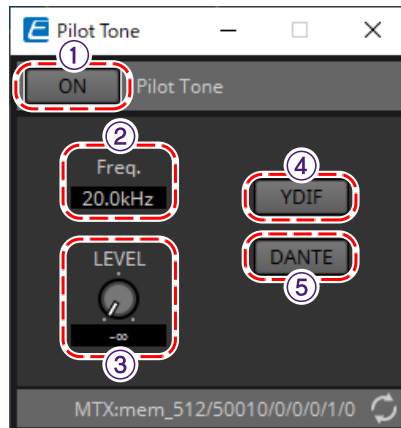 Pilot Tone
①
ON Pilot Tone
②
Freq.
20.0kHz
④
YDIF
LEVEL
DANTE
⑤
-∞
③
MTX:mem_512/50010/0/0/0/1/0